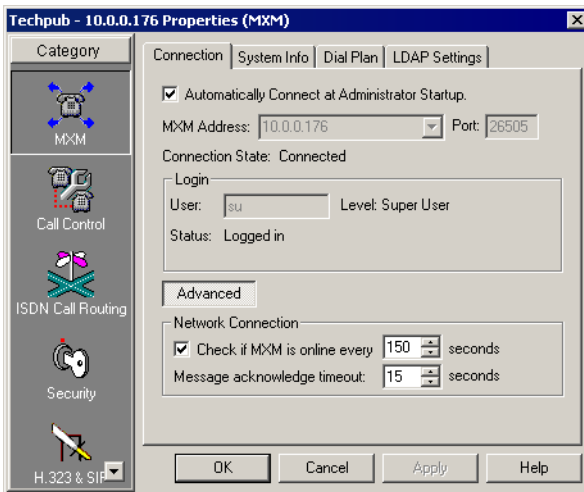 Techpub - 10.0.0.176 Properties (MXM)
Category
MXM
Call Control
ISDN Call Routing
Security
H.323 & SIP
Connection System Info Dial Plan LDAP Settings
Automatically Connect at Administrator Startup.
MXM Address: 10.0.0.176 Port: 26505
Connection State: Connected
Login
User: su Level: Super User
Status: Logged in
Advanced
Network Connection
Check if MXM is online every 150 seconds
Message acknowledge timeout: 15 seconds
OK Cancel Apply Help